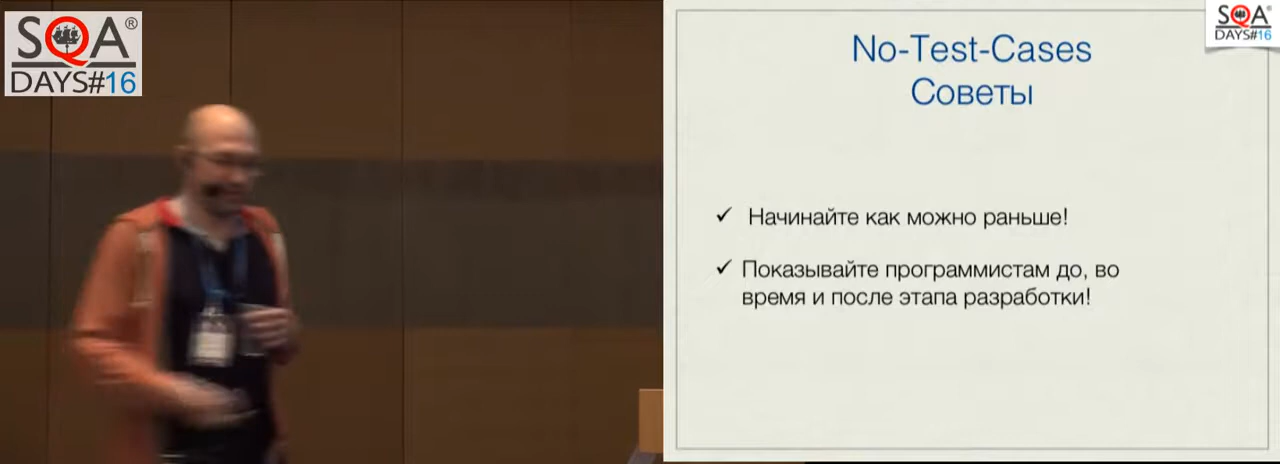 SQA®
DAYS#16
No-Test-Cases
Советы
✓ Начинайте как можно раньше!
✓ Показывайте программистам до, во
время и после этапа разработки!
SQA®
DAYS#16